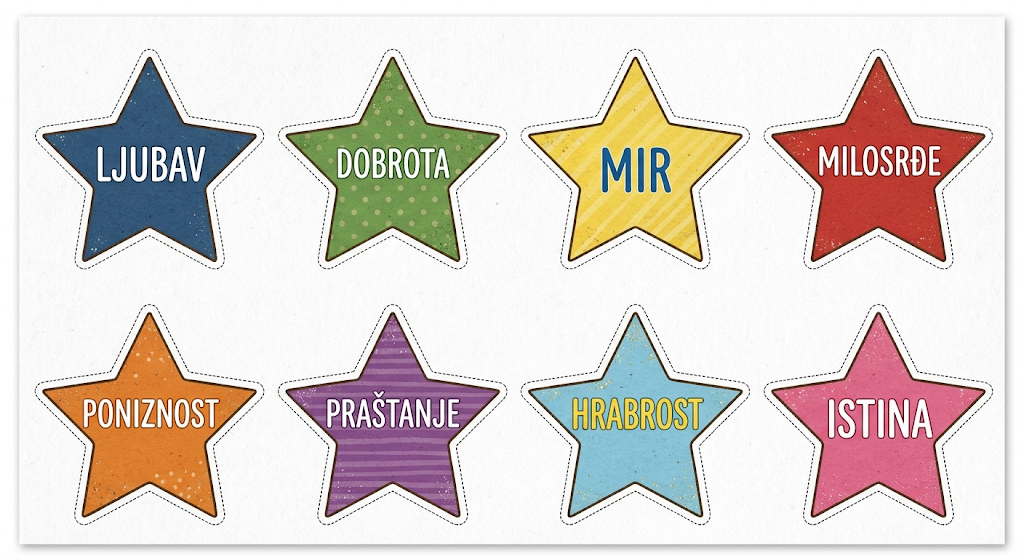 LJUBAV
DOBROTA
MIR
MILOSRĐE
PONIZNOST
PRAŠTANJE
HRABROST
ISTINA